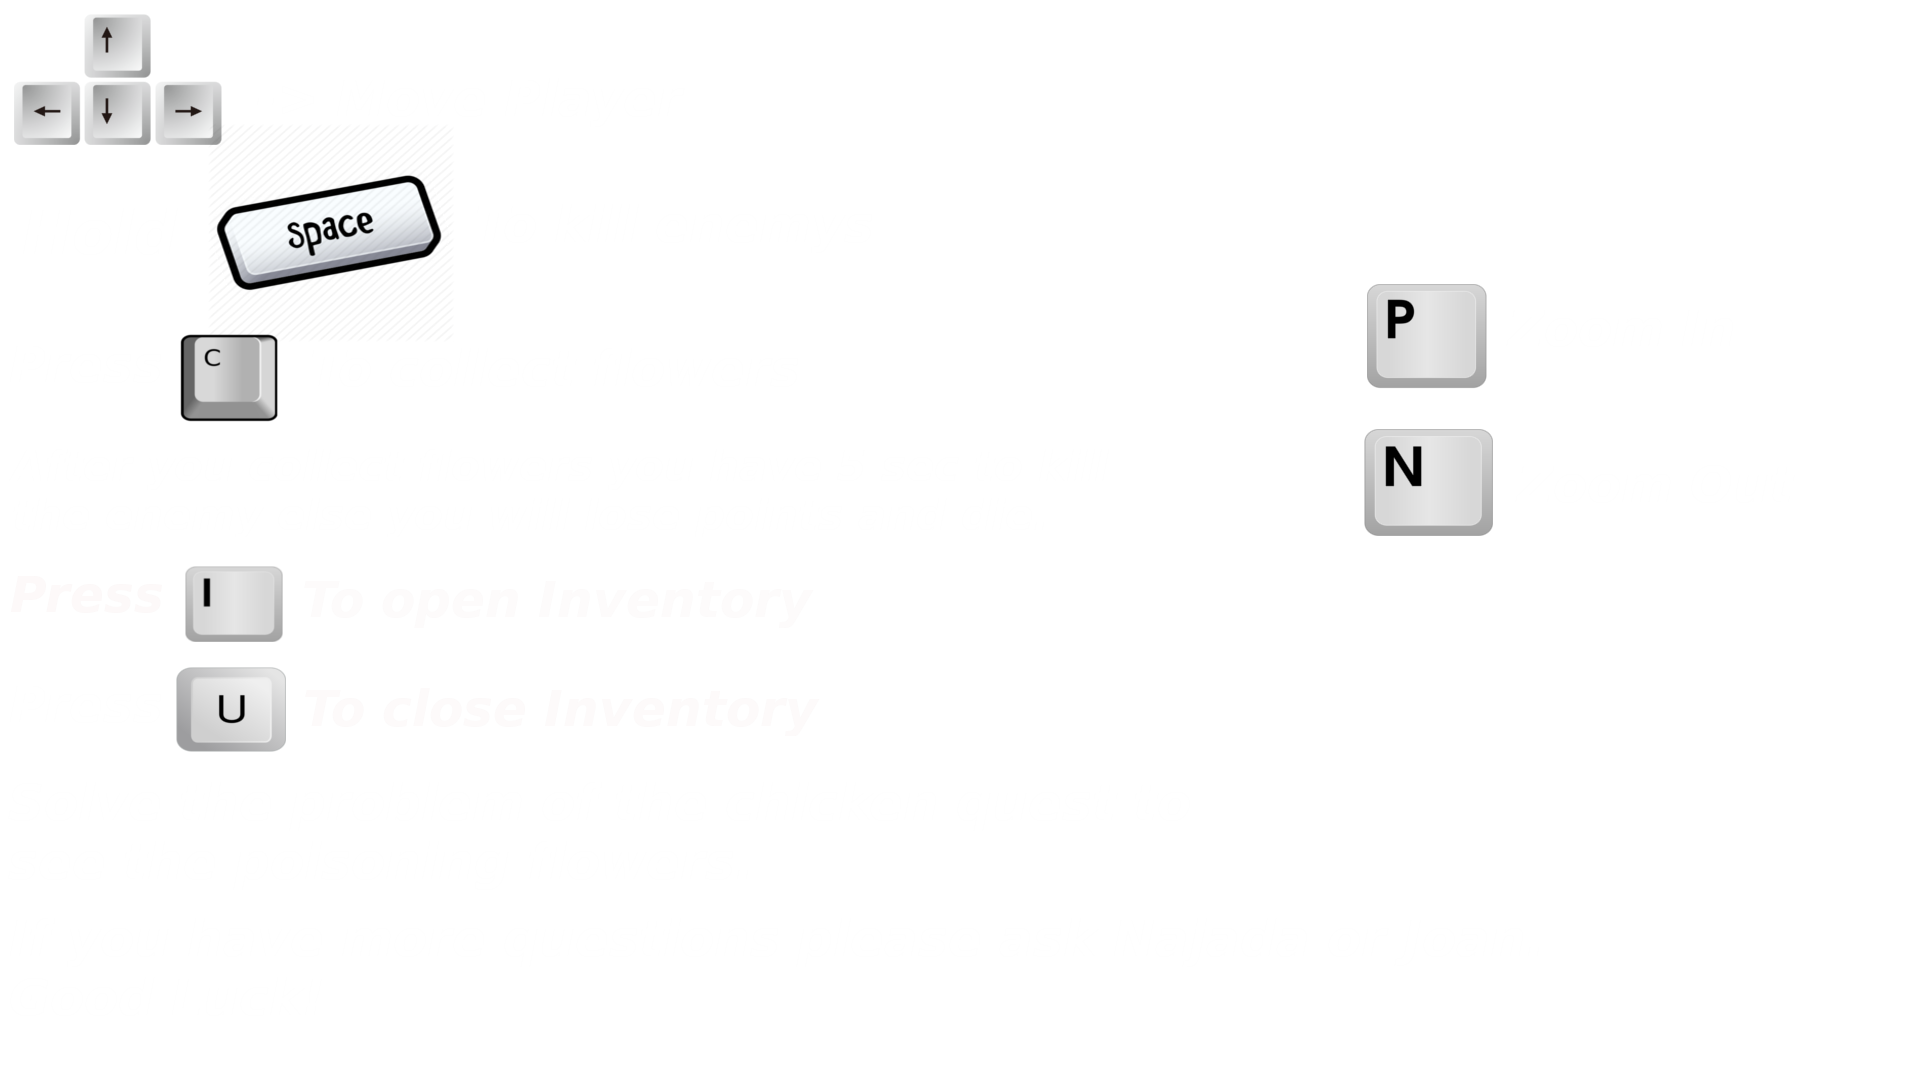 ↑
← ↓ →
Space
C
P
N
Press I To open Inventory
U To close Inventory